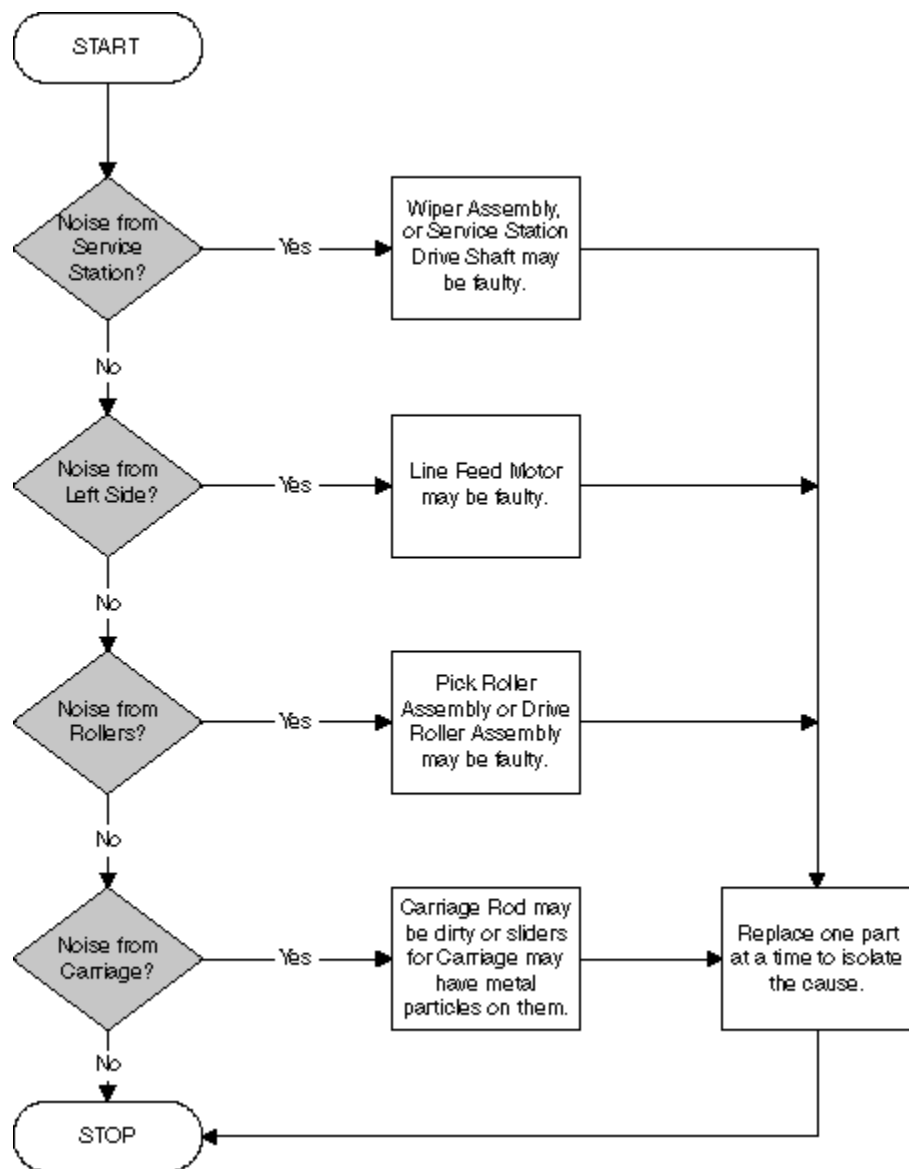 START
Noise from
Service
Station?
Yes
Wiper Assembly,
or Service Station
Drive Shaft may
be faulty.
No
Noise from
Left Side?
Yes
Line Feed Motor
may be faulty.
No
Noise from
Rollers?
Yes
Pick Roller
Assembly or Drive
Roller Assembly
may be faulty.
No
Noise from
Carriage?
Yes
Carriage Rod may
be dirty or sliders
for Carriage may
have metal
particles on them.
Replace one part
at a time to isolate
the cause.
No
STOP